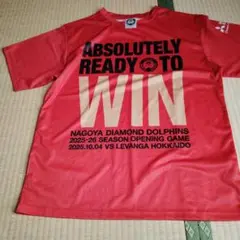 ABSOLUTELY
READY TO
WIN
NAGOYA DIAMOND DOLPHINS
2025-26 SEASON OPENING GAME
2025.10.04 VS LEVANGA HOKKAIDO